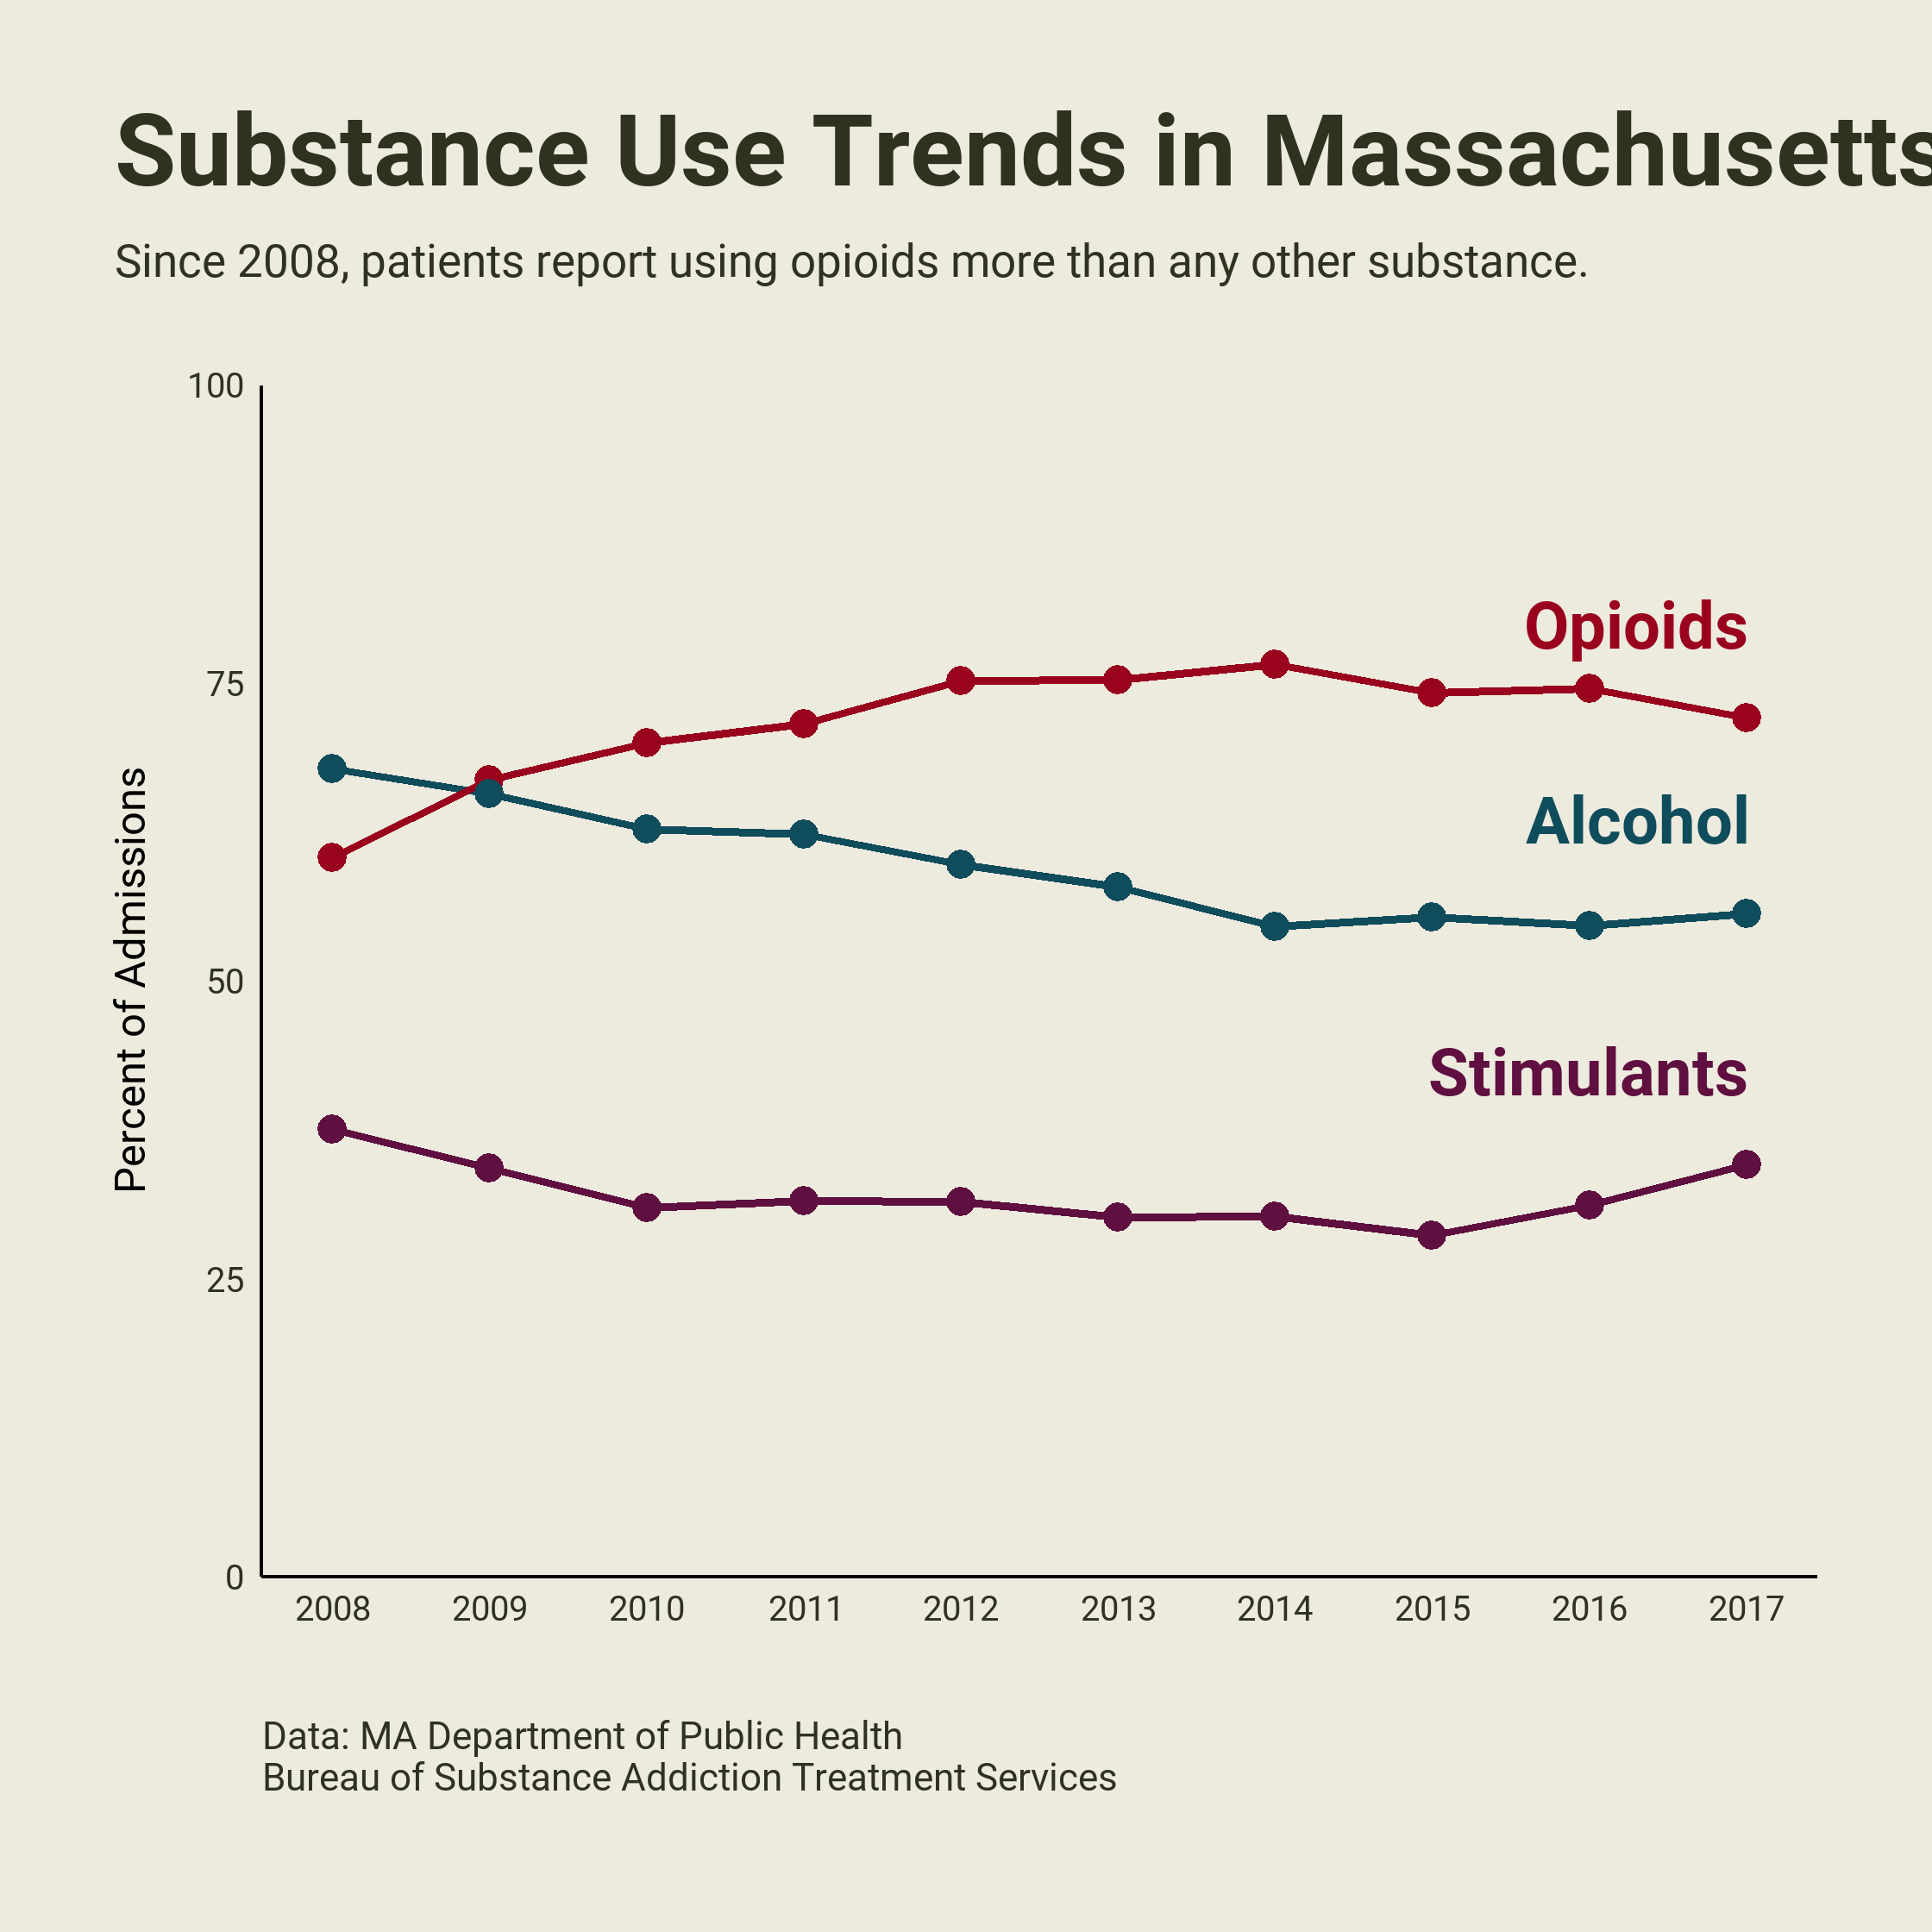 Substance Use Trends in Massachusetts
Since 2008, patients report using opioids more than any other substance.
100
75
50
25
0
Percent of Admissions
Opioids
Alcohol
Stimulants
2008 2009 2010 2011 2012 2013 2014 2015 2016 2017
Data: MA Department of Public Health
Bureau of Substance Addiction Treatment Services